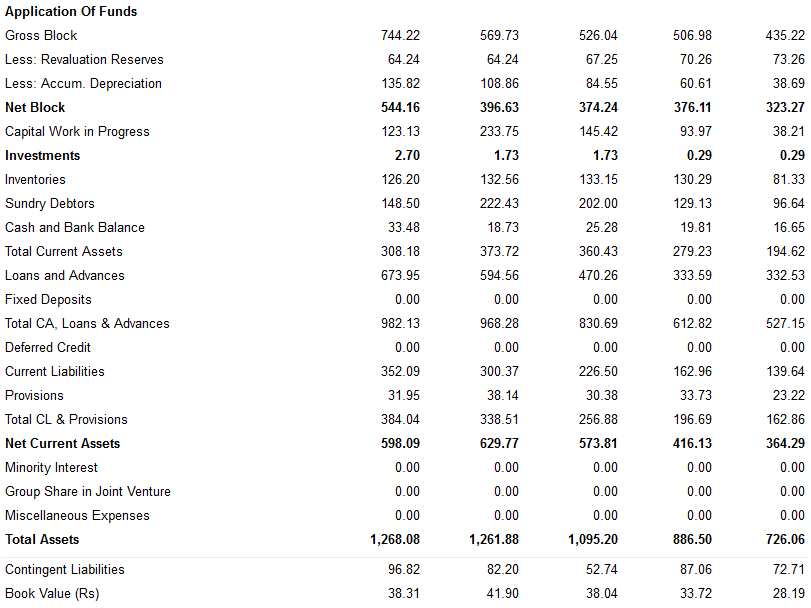 Application Of Funds
Gross Block 744.22 569.73 526.04 506.98 435.22
Less: Revaluation Reserves 64.24 64.24 67.25 70.26 73.26
Less: Accum. Depreciation 135.82 108.86 84.55 60.61 38.69
Net Block 544.16 396.63 374.24 376.11 323.27
Capital Work in Progress 123.13 233.75 145.42 93.97 38.21
Investments 2.70 1.73 1.73 0.29 0.29
Inventories 126.20 132.56 133.15 130.29 81.33
Sundry Debtors 148.50 222.43 202.00 129.13 96.64
Cash and Bank Balance 33.48 18.73 25.28 19.81 16.65
Total Current Assets 308.18 373.72 360.43 279.23 194.62
Loans and Advances 673.95 594.56 470.26 333.59 332.53
Fixed Deposits 0.00 0.00 0.00 0.00 0.00
Total CA, Loans & Advances 982.13 968.28 830.69 612.82 527.15
Deferred Credit 0.00 0.00 0.00 0.00 0.00
Current Liabilities 352.09 300.37 226.50 162.96 139.64
Provisions 31.95 38.14 30.38 33.73 23.22
Total CL & Provisions 384.04 338.51 256.88 196.69 162.86
Net Current Assets 598.09 629.77 573.81 416.13 364.29
Minority Interest 0.00 0.00 0.00 0.00 0.00
Group Share in Joint Venture 0.00 0.00 0.00 0.00 0.00
Miscellaneous Expenses 0.00 0.00 0.00 0.00 0.00
Total Assets 1,268.08 1,261.88 1,095.20 886.50 726.06
Contingent Liabilities 96.82 82.20 52.74 87.06 72.71
Book Value (Rs) 38.31 41.90 38.04 33.72 28.19